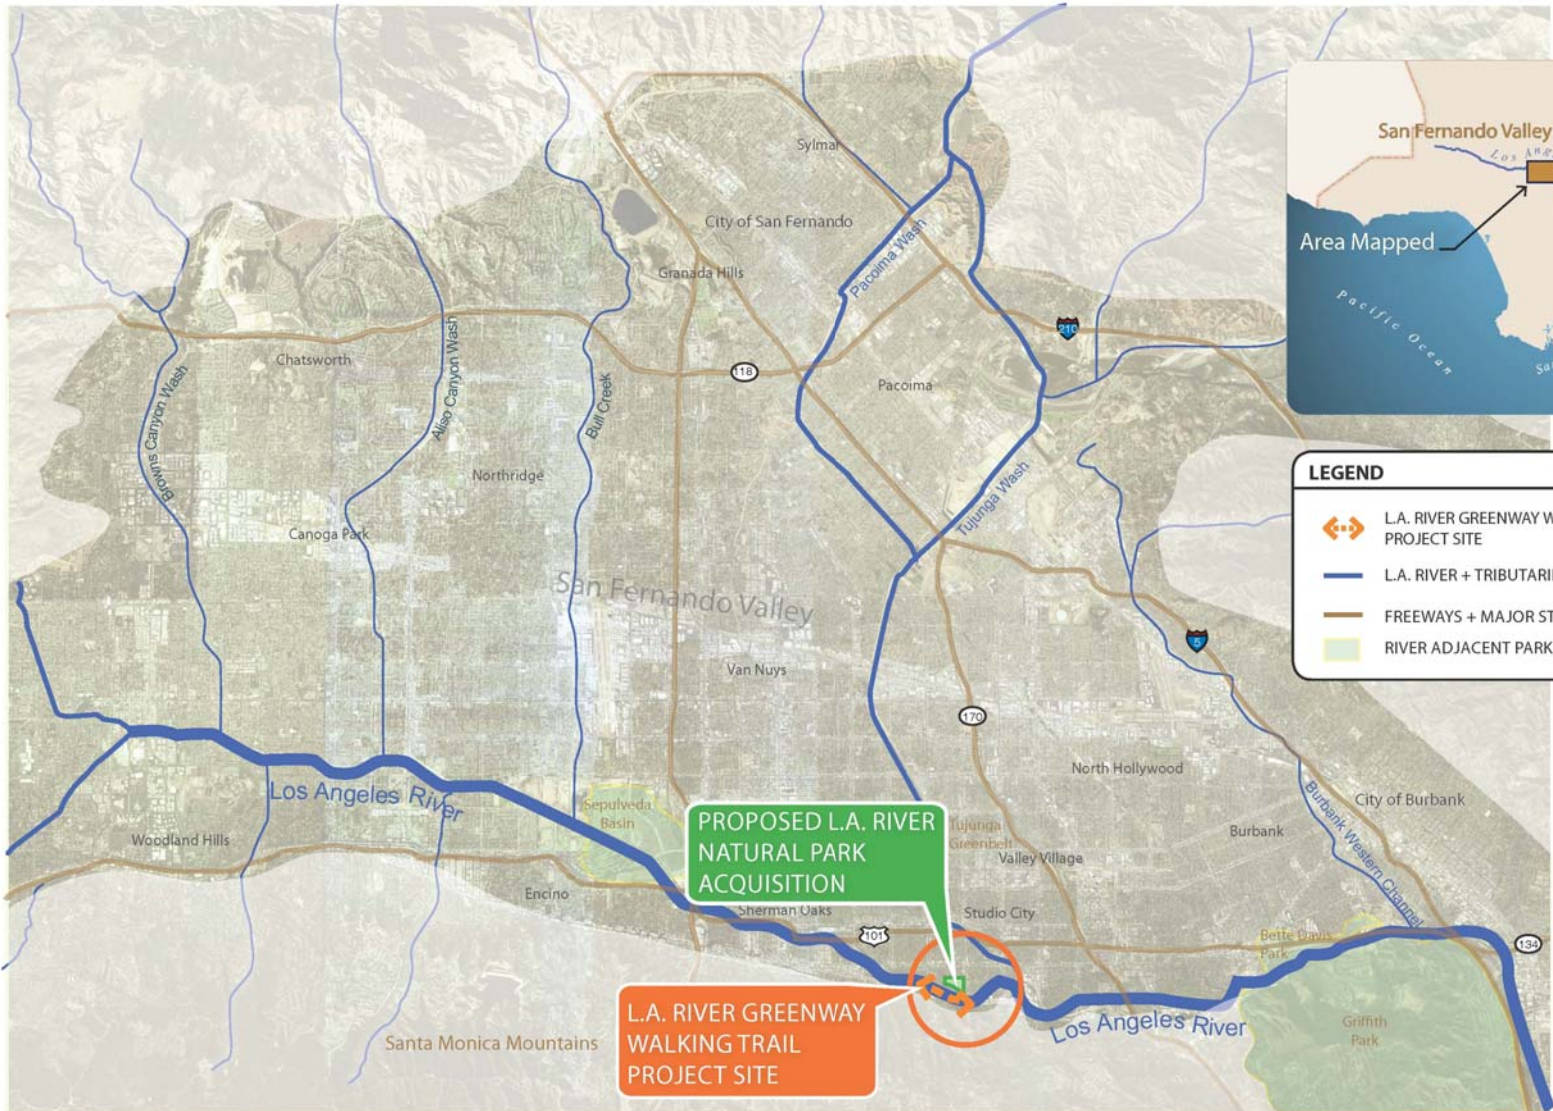 Sylmar
City of San Fernando
Pacoima Wash
Granada Hills
210
Chatsworth
118
Pacoima
Browns Canyon Wash
Aliso Canyon Wash
Bull Creek
Northridge
Tujunga Wash
Canoga Park
San Fernando Valley
Van Nuys
5
170
North Hollywood
City of Burbank
Los Angeles River
Sepulveda
Basin
Woodland Hills
Burbank
Burbank Western Channel
PROPOSED L.A. RIVER
NATURAL PARK
ACQUISITION
Tujunga
Greenbelt
Valley Village
Encino
Sherman Oaks
Studio City
101
Bette Davis
Park
134
L.A. RIVER GREENWAY
WALKING TRAIL
PROJECT SITE
Los Angeles River
Griffith
Park
Santa Monica Mountains
San Fernando Valley
Los Ang
Area Mapped
Pacific Ocean
Sa
LEGEND
L.A. RIVER GREENWAY W
PROJECT SITE
L.A. RIVER + TRIBUTARI
FREEWAYS + MAJOR ST
RIVER ADJACENT PARK